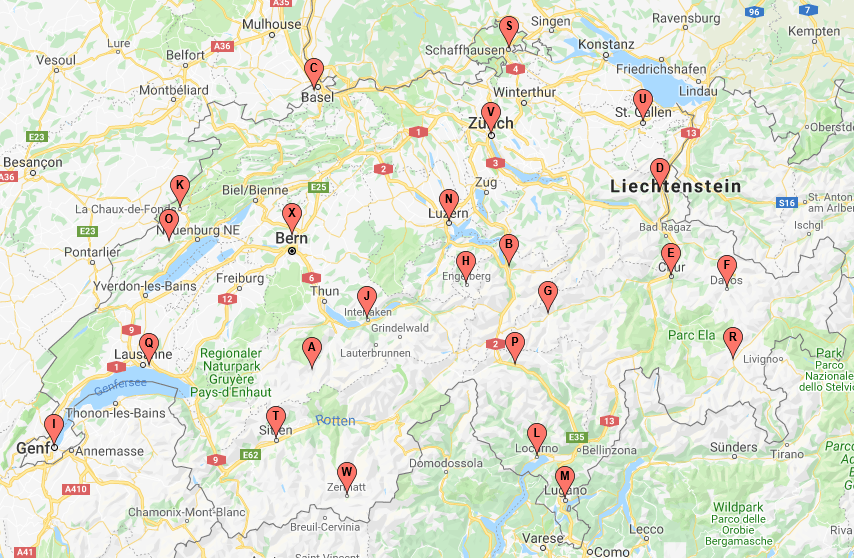 96
7
S
Singen
Ravensburg
Kempten
A35
Mulhouse
A36
Lure
Vesoul
Belfort
Schaffhausen
Konstanz
C
4
Friedrichshafen
Montbéliard
Basel
Winterthur
Lindau
U
V
St. Gallen
Zürich
1
13
Oberstdo
E23
Besançon
A36
2
3
D
K
E25
Zug
Liechtenstein
Biel/Bienne
N
S16
St. Anton
am Arlber
La Chaux-de-Fonds
O
X
Luzern
E23
Neuenburg NE
Bern
Bad Ragaz
Ischgl
Pontarlier
B
H
E
F
6
Engelberg
Chur
Davos
Freiburg
Yverdon-les-Bains
Thun
12
J
G
Interlaken
9
Grindelwald
Q
A
2
P
Parc Ela
R
Lausanne
Lauterbrunnen
Regionaler
Naturpark
Gruyère
Pays-d'Enhaut
Livigno
Park
Parco
Nazionale
dello Stelvio
1
Genfersee
Thonon-les-Bains
T
Rotten
13
I
Sitten
L
E35
Genf
Annemasse
E62
Locarno
Bellinzona
Sünders
Tirano
9
Domodossola
W
M
A410
Zermatt
Lugano
Chamonix-Mont-Blanc
Breuil-Cervinia
Wildpark
Parco delle
Orobie
Bergamasche
Lecco
Varese
A41
Como
Saint-Vincent